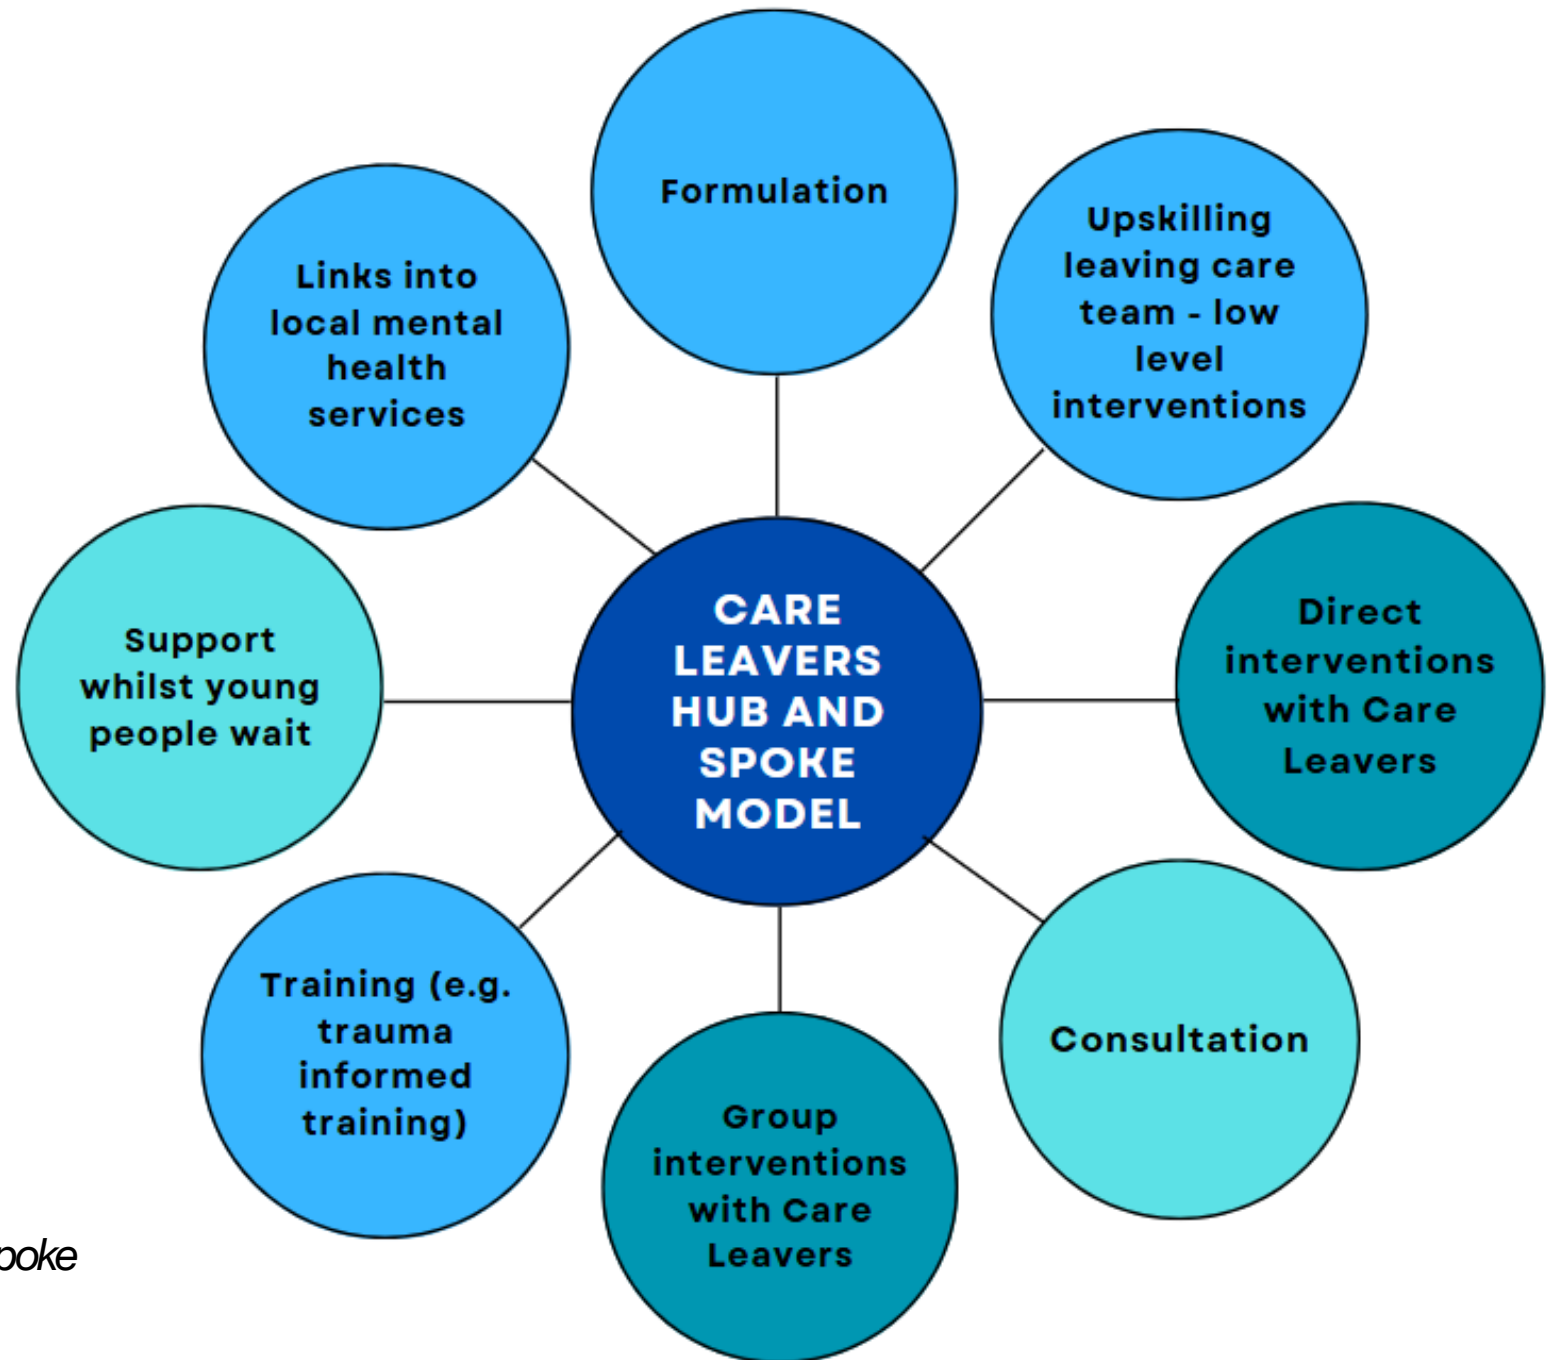 Formulation
Upskilling
leaving care
team - low
level
interventions
Links into
local mental
health
services
Direct
interventions
with Care
Leavers
CARE
LEAVERS
HUB AND
SPOKE
MODEL
Support
whilst young
people wait
Consultation
Training (e.g.
trauma
informed
training)
Group
interventions
with Care
Leavers
poke